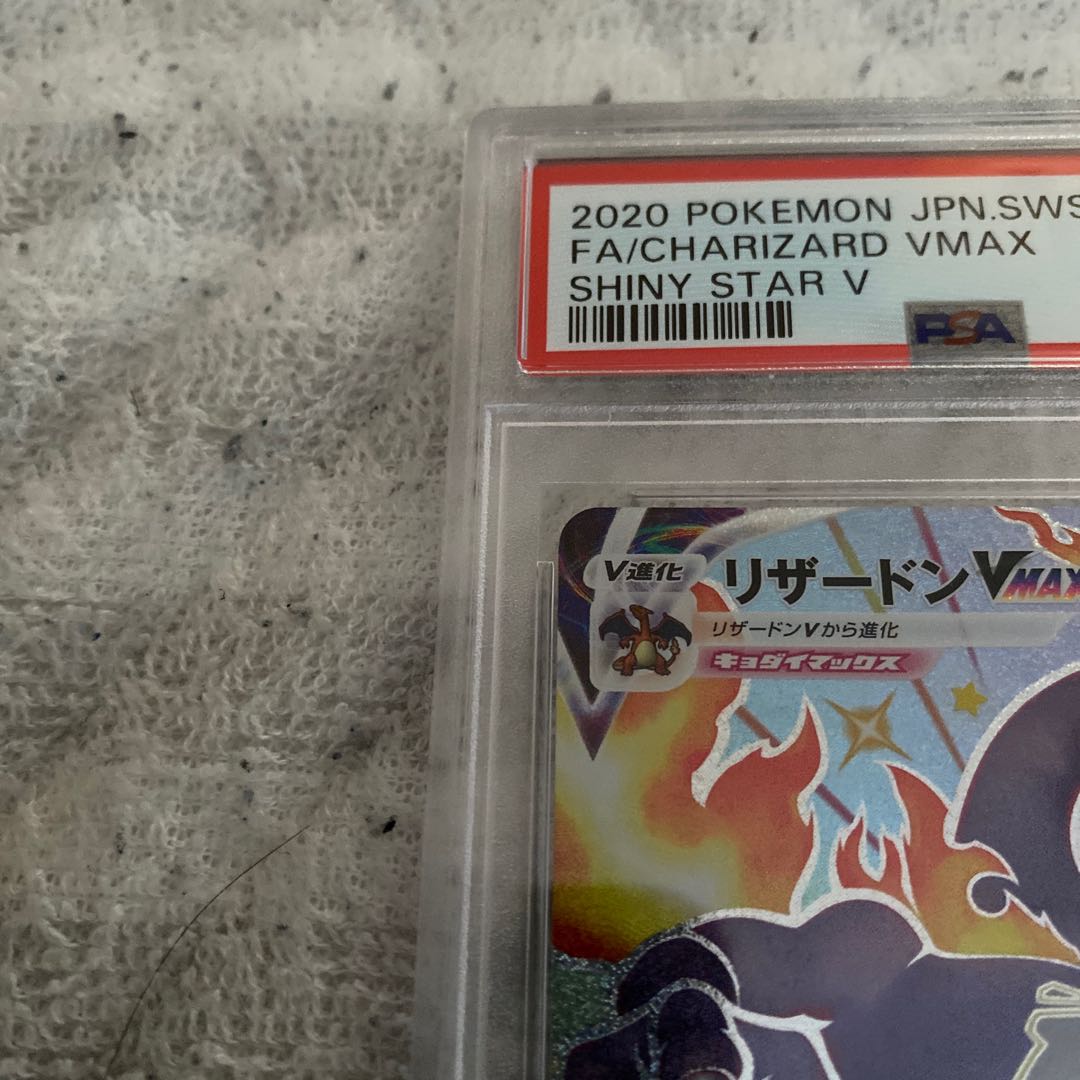 2020 POKEMON JPN.SWS
FA/CHARIZARD VMAX
SHINY STAR V
PSA
V進化
リザードンVMAX
リザードンVから進化
キョダイマックス